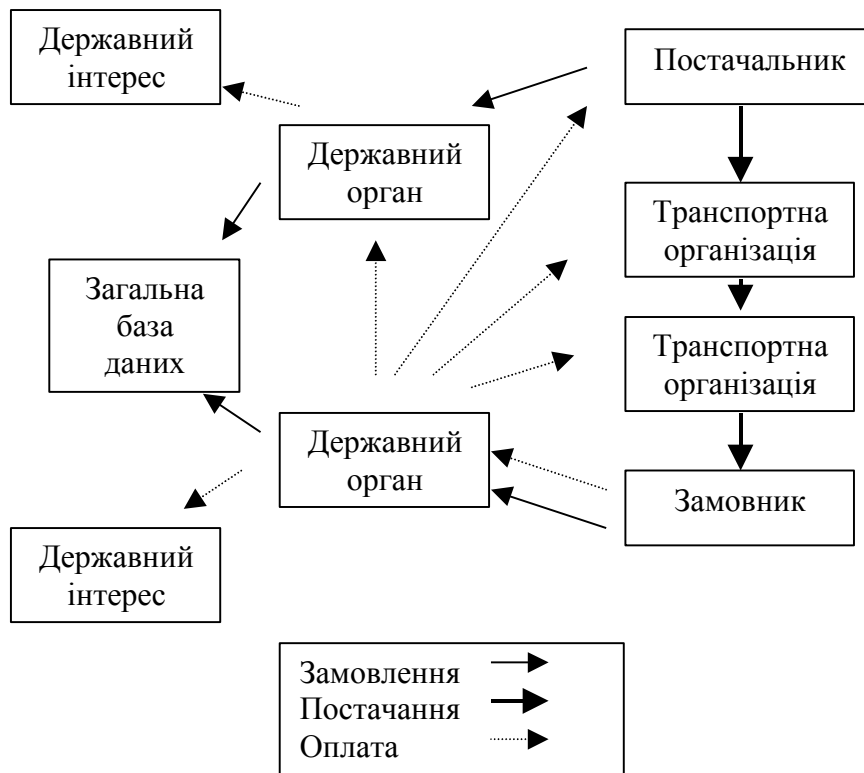 Державний
інтерес
Постачальник
Державний
орган
Транспортна
організація
Загальна
база
даних
Транспортна
організація
Державний
орган
Замовник
Державний
інтерес
Замовлення
Постачання
Оплата